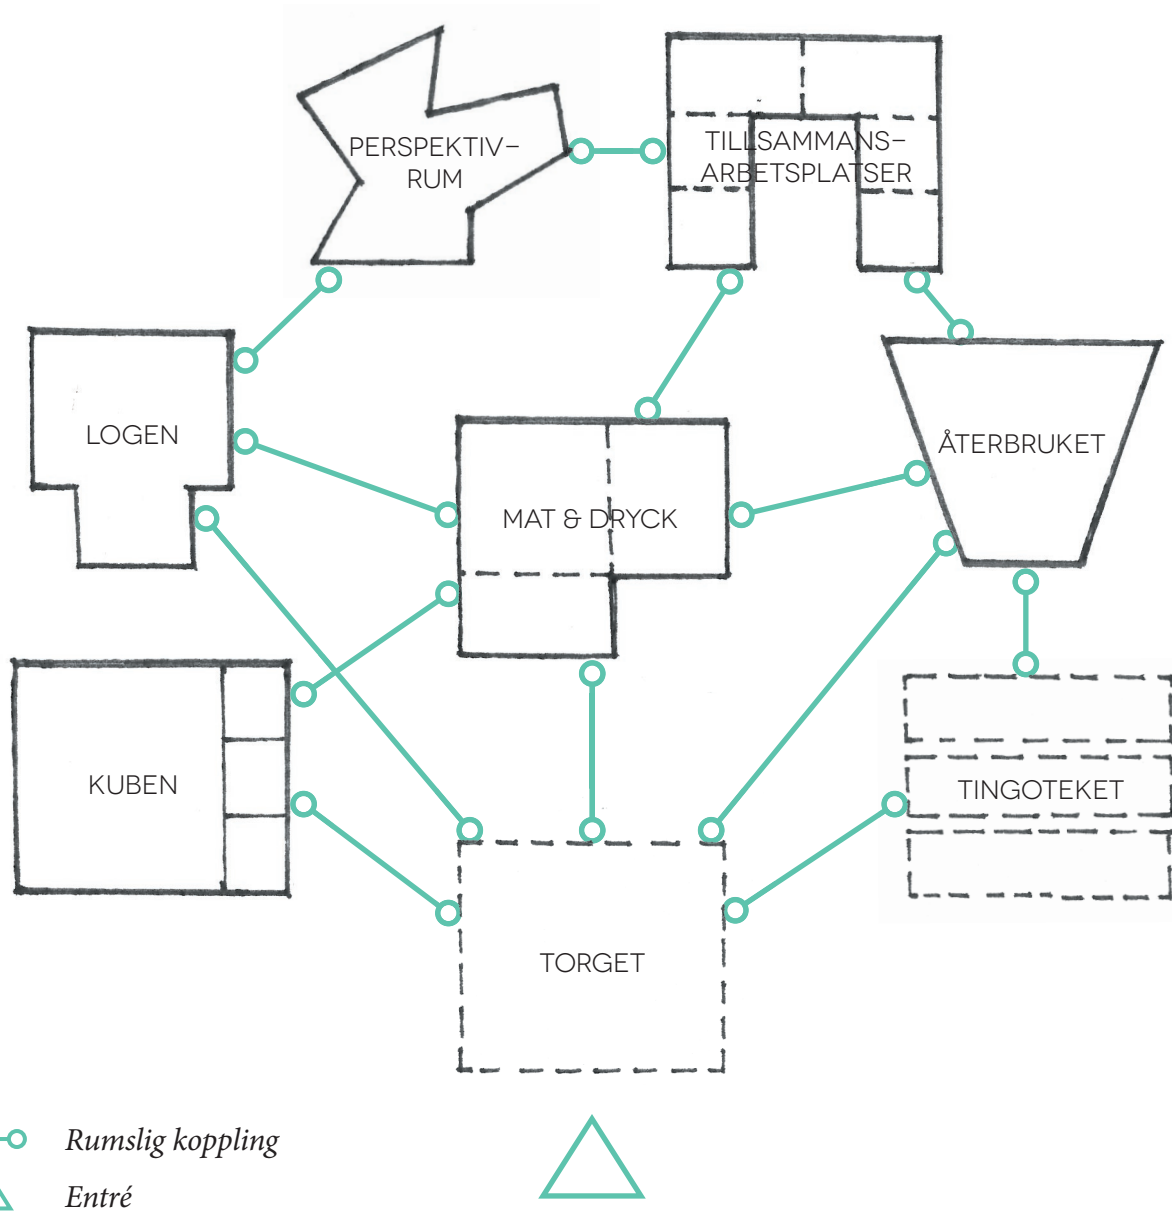 PERSPEKTIV-
RUM
TILLSAMMANS-
ARBETSPLATSER
LOGEN
ÅTERBRUKET
MAT & DRYCK
KUBEN
TINGOTEKET
TORGET
Rumslig koppling
Entré